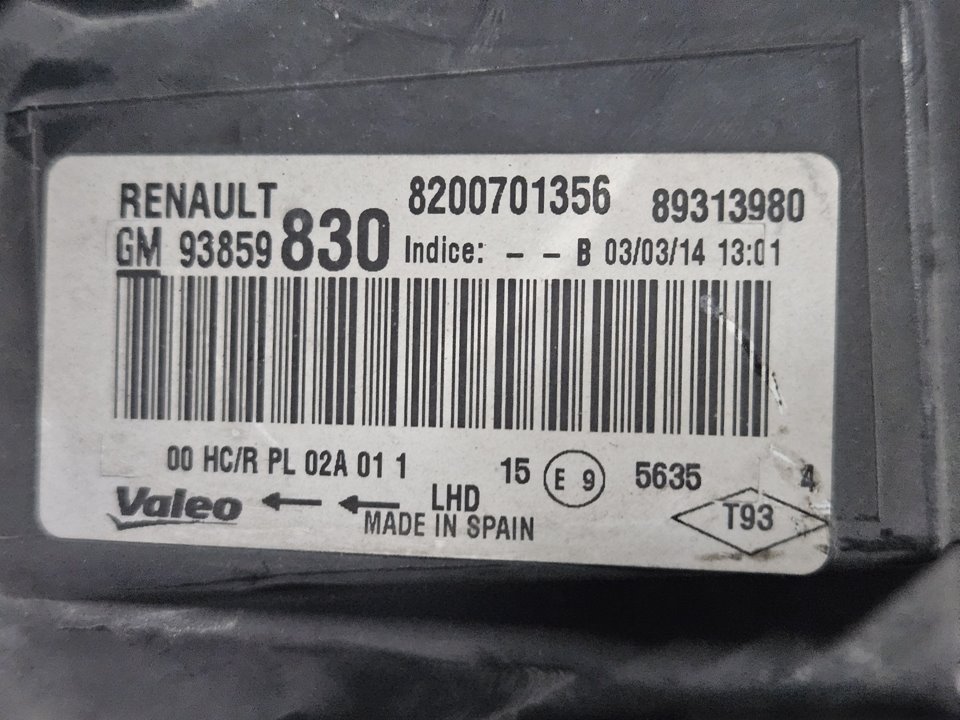 RENAULT 8200701356 89313980
GM 93859 830 Indice: - - B 03/03/14 13:01
00 HC/R PL 02A 01 1 15 E 9 5635 4
Valeo LHD T93
MADE IN SPAIN